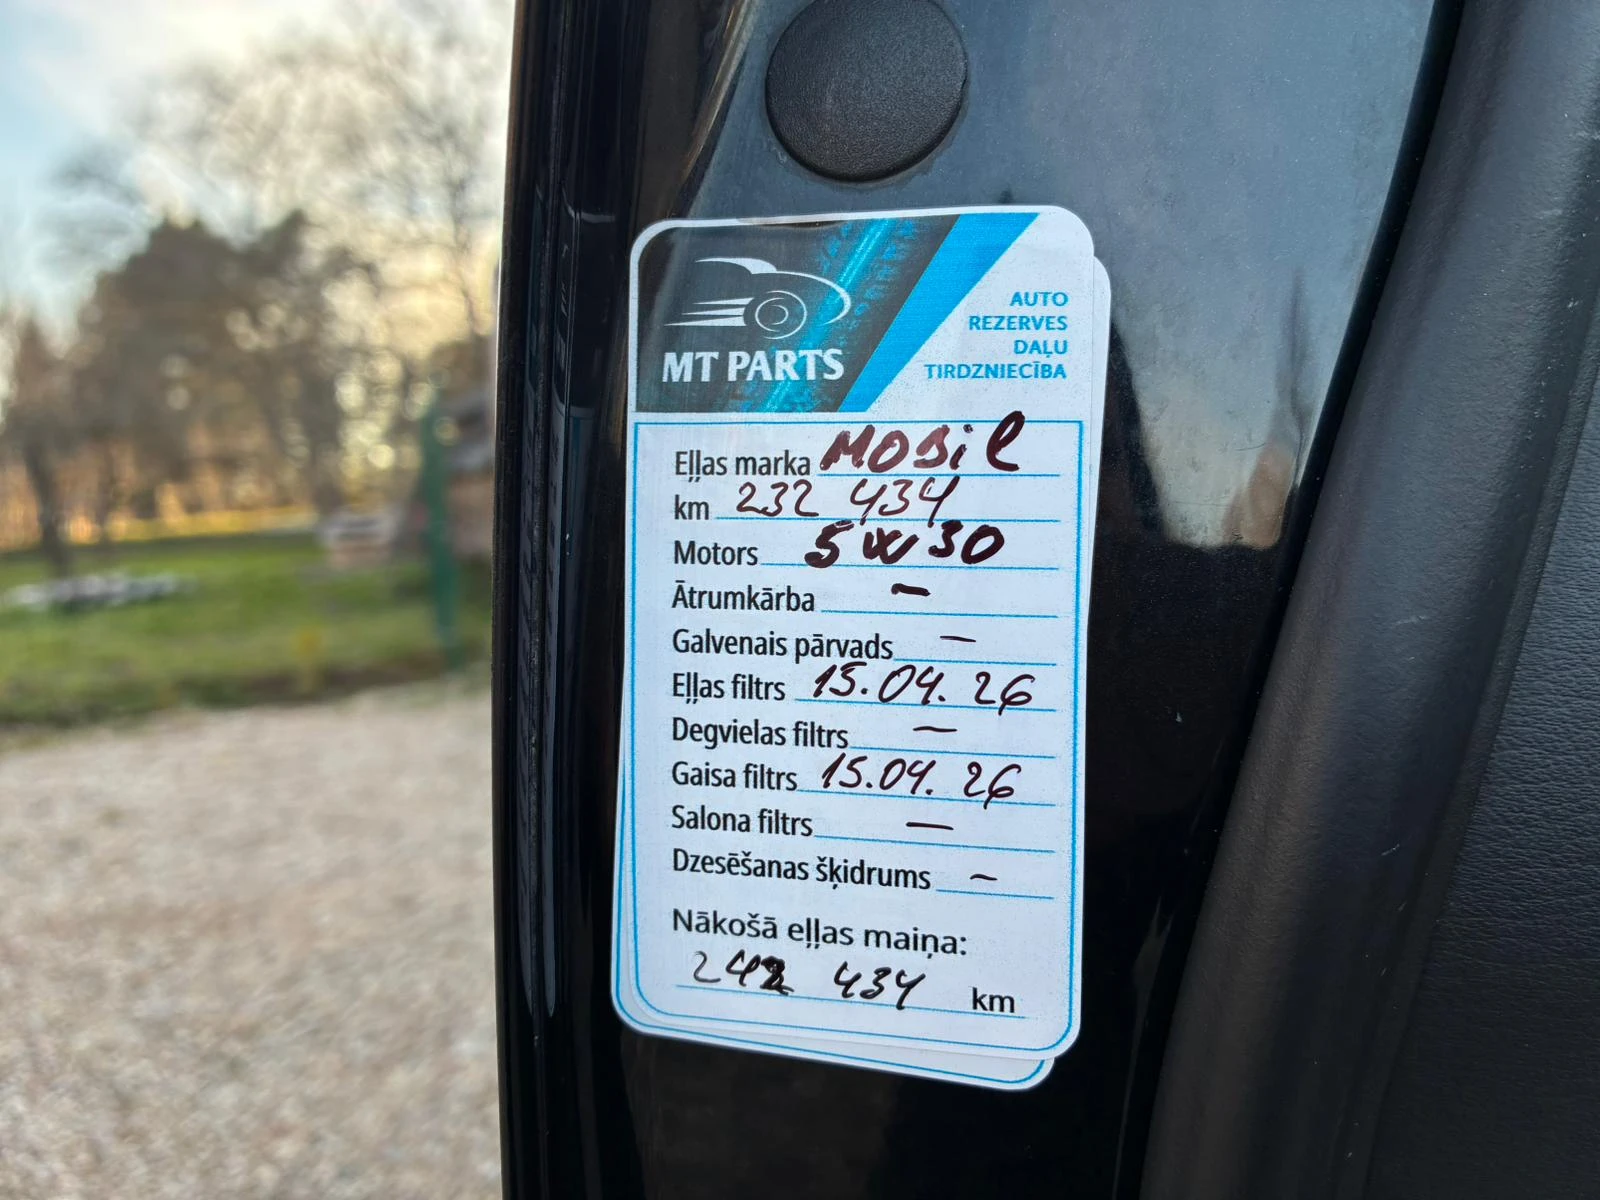 MT PARTS
AUTO
REZERVES
DAĻU
TIRDZNIECĪBA
Eļļas marka MOBil
km 232 434
Motors 5W30
Ātrumkārba –
Galvenais pārvads –
Eļļas filtrs 15.04.26
Degvielas filtrs –
Gaisa filtrs 15.04.26
Salona filtrs –
Dzesēšanas šķidrums –
Nākošā eļļas maiņa:
242 434 km